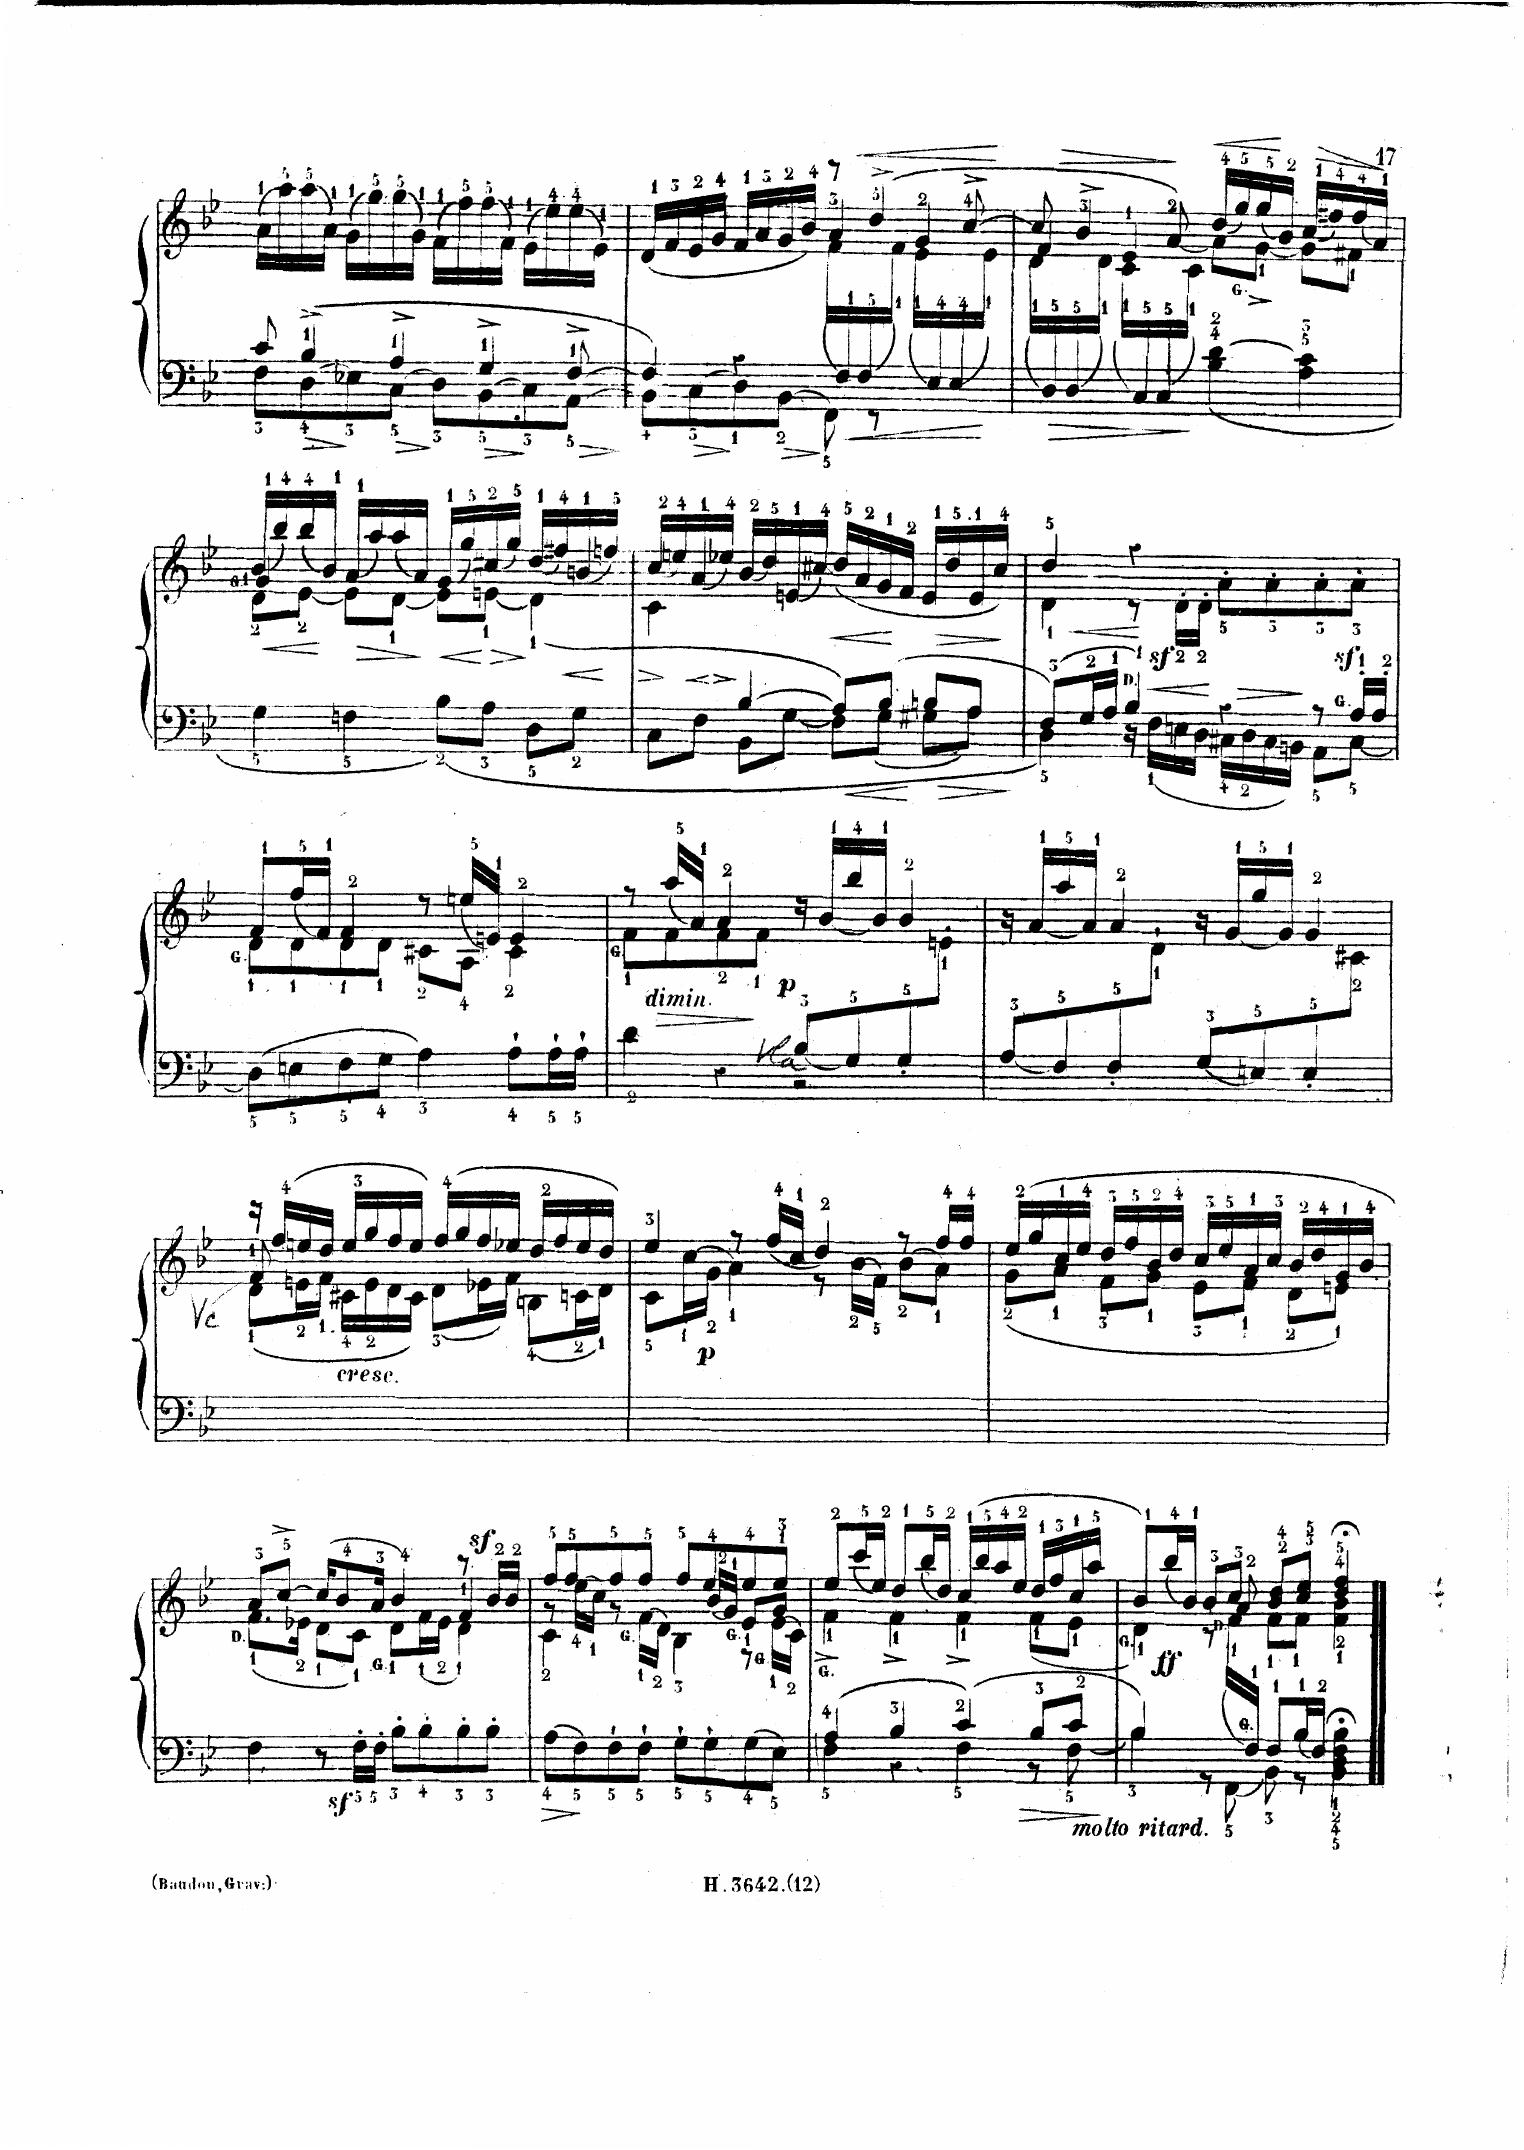 17
G.
G.
sf
sf
D.
G.
G.
G.
dimin.
p
Vla
Vc
cresc.
p
sf
D.
G.
G.
G.
G.
G.
G.
D.
ff
G.
sf
molto ritard.
(Baudon, Grav:)
H. 3642. (12)